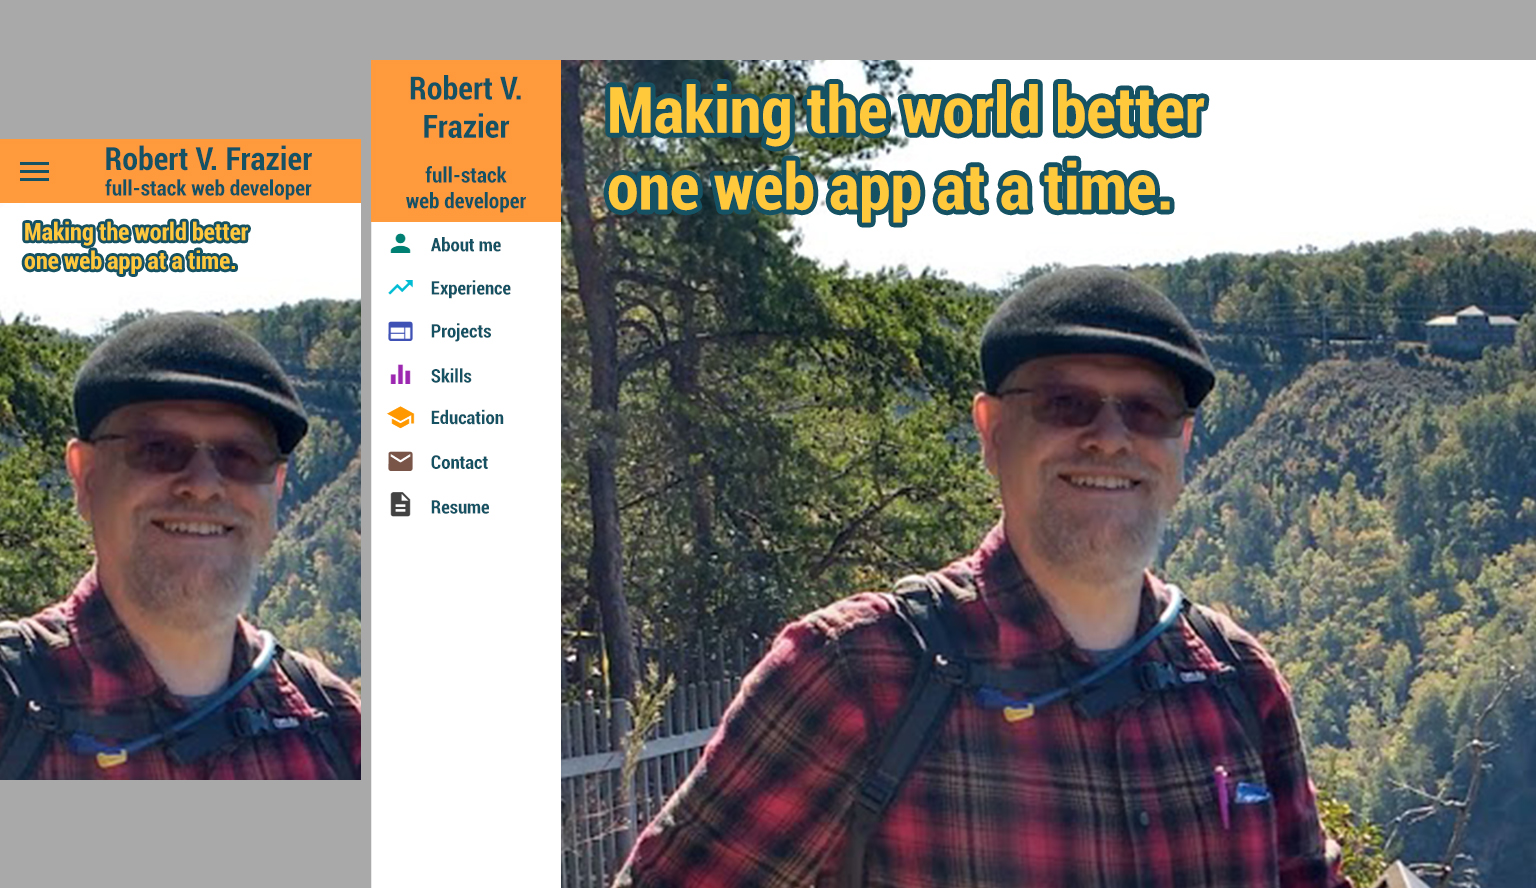 Robert V. Frazier
full-stack web developer
Making the world better
one web app at a time.
Robert V.
Frazier
full-stack
web developer
About me
Experience
Projects
Skills
Education
Contact
Resume
Making the world better
one web app at a time.